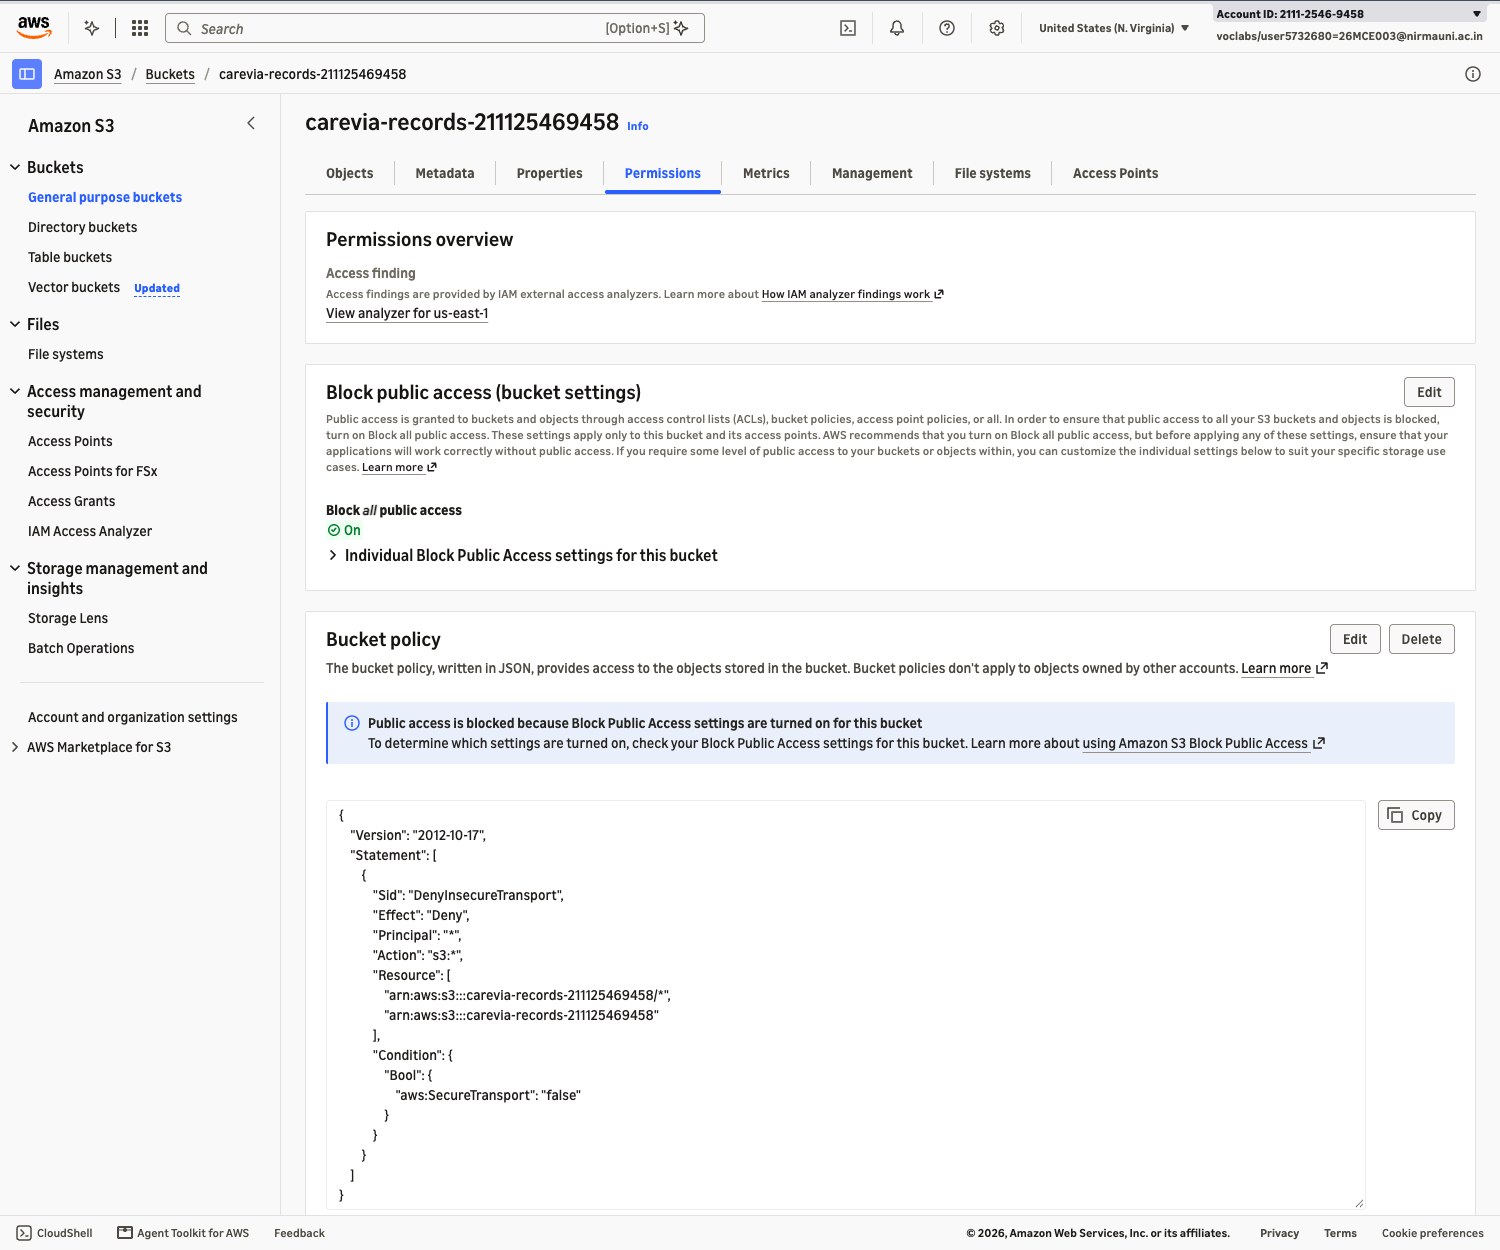 aws
Search
[Option+S]
United States (N. Virginia)
Account ID: 2111-2546-9458
voclabs/user5732680=26MCE003@nirmauni.ac.in
Amazon S3 / Buckets / carevia-records-211125469458
Amazon S3
Buckets
General purpose buckets
Directory buckets
Table buckets
Vector buckets Updated
Files
File systems
Access management and
security
Access Points
Access Points for FSx
Access Grants
IAM Access Analyzer
Storage management and
insights
Storage Lens
Batch Operations
Account and organization settings
AWS Marketplace for S3
carevia-records-211125469458 Info
Objects Metadata Properties Permissions Metrics Management File systems Access Points
Permissions overview
Access finding
Access findings are provided by IAM external access analyzers. Learn more about How IAM analyzer findings work
View analyzer for us-east-1
Block public access (bucket settings)
Edit
Public access is granted to buckets and objects through access control lists (ACLs), bucket policies, access point policies, or all. In order to ensure that public access to all your S3 buckets and objects is blocked,
turn on Block all public access. These settings apply only to this bucket and its access points. AWS recommends that you turn on Block all public access, but before applying any of these settings, ensure that your
applications will work correctly without public access. If you require some level of public access to your buckets or objects within, you can customize the individual settings below to suit your specific storage use
cases. Learn more
Block all public access
On
Individual Block Public Access settings for this bucket
Bucket policy
Edit Delete
The bucket policy, written in JSON, provides access to the objects stored in the bucket. Bucket policies don't apply to objects owned by other accounts. Learn more
Public access is blocked because Block Public Access settings are turned on for this bucket
To determine which settings are turned on, check your Block Public Access settings for this bucket. Learn more about using Amazon S3 Block Public Access
Copy
{
"Version": "2012-10-17",
"Statement": [
{
"Sid": "DenyInsecureTransport",
"Effect": "Deny",
"Principal": "*",
"Action": "s3:*",
"Resource": [
"arn:aws:s3:::carevia-records-211125469458/*",
"arn:aws:s3:::carevia-records-211125469458"
],
"Condition": {
"Bool": {
"aws:SecureTransport": "false"
}
}
}
]
}
CloudShell Agent Toolkit for AWS Feedback
© 2026, Amazon Web Services, Inc. or its affiliates. Privacy Terms Cookie preferences